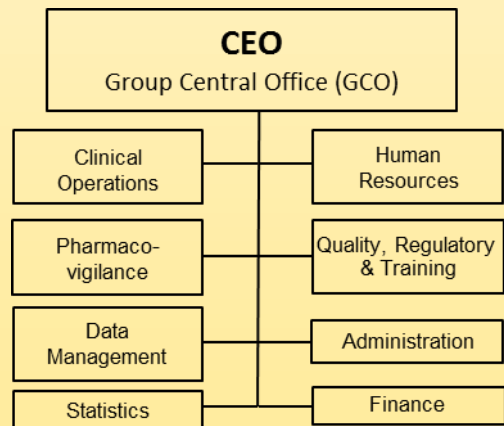 CEO
Group Central Office (GCO)
Clinical
Operations
Human
Resources
Pharmaco-
vigilance
Quality, Regulatory
& Training
Data
Management
Administration
Statistics
Finance